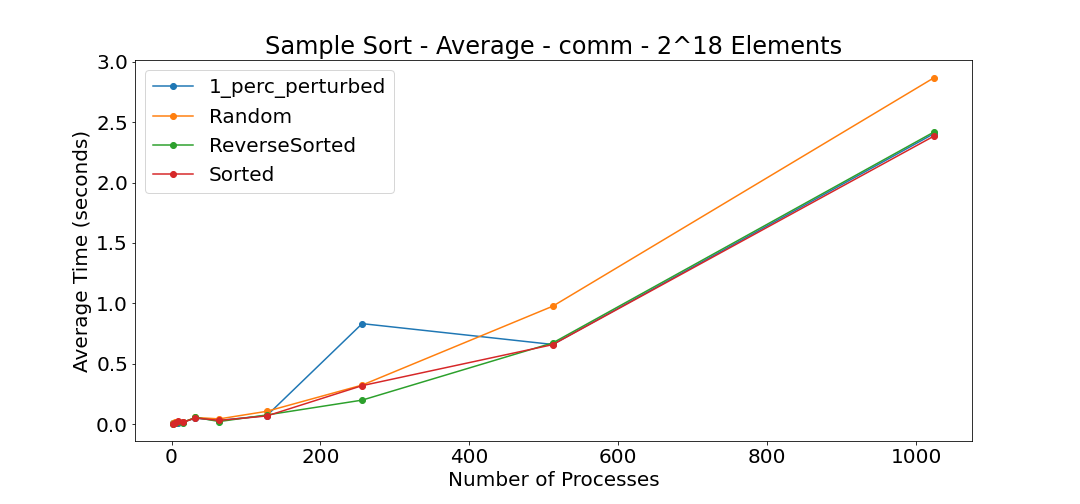 Sample Sort - Average - comm - 2^18 Elements
3.0
2.5
2.0
1.5
1.0
0.5
0.0
Average Time (seconds)
1_perc_perturbed
Random
ReverseSorted
Sorted
0 200 400 600 800 1000
Number of Processes